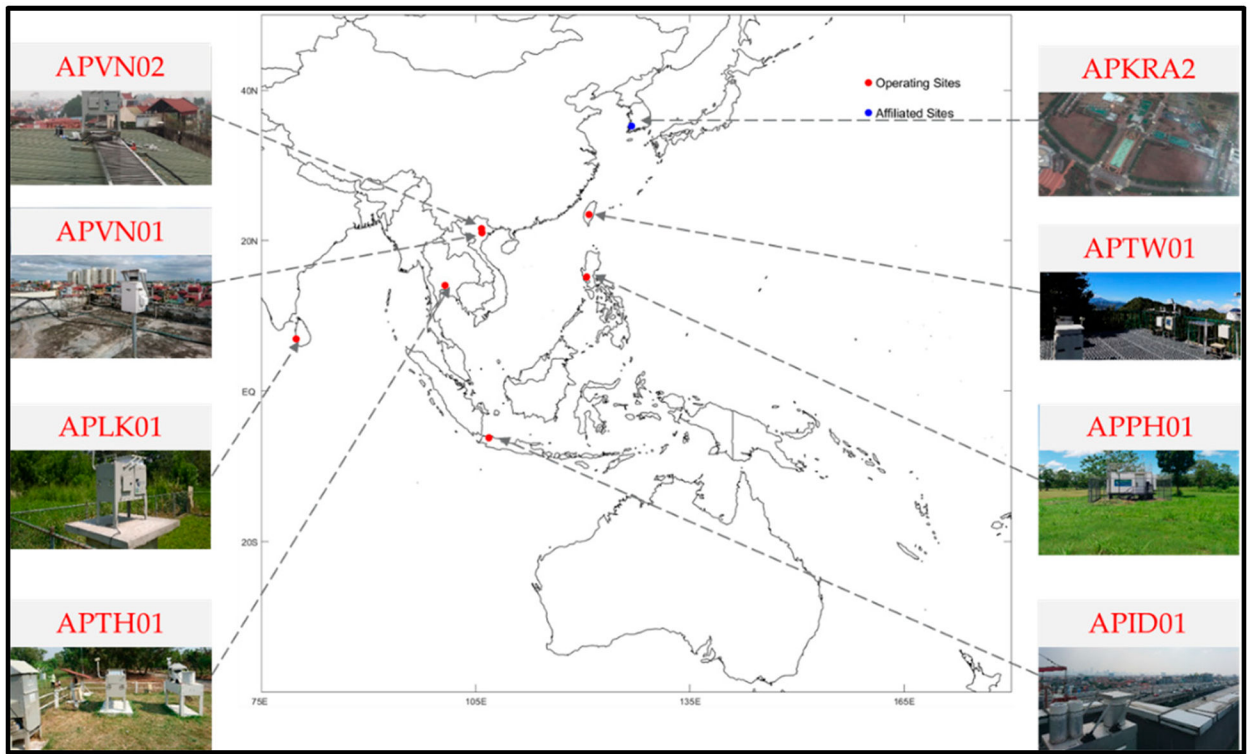 APVN02
APVN01
APLK01
APTH01
40N
20N
EQ
20S
75E
105E
135E
165E
Operating Sites
Affiliated Sites
APKRA2
APTW01
APPH01
APID01